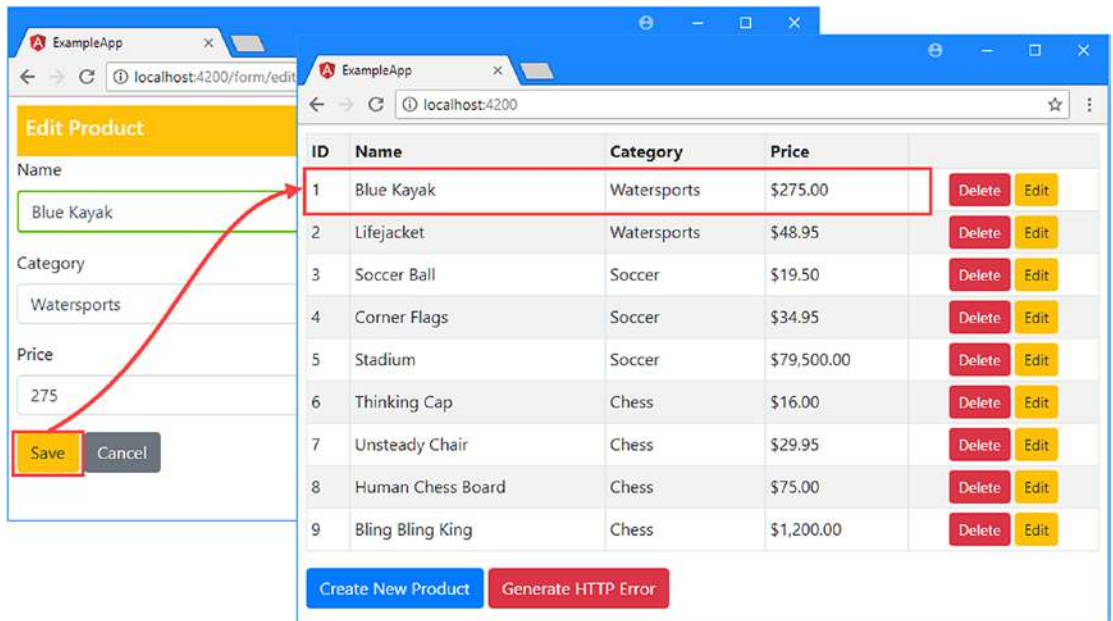 ExampleApp
localhost:4200/form/edit
Edit Product
Name
Blue Kayak
Category
Watersports
Price
275
Save Cancel
ExampleApp
localhost:4200
ID Name Category Price
1 Blue Kayak Watersports $275.00 Delete Edit
2 Lifejacket Watersports $48.95 Delete Edit
3 Soccer Ball Soccer $19.50 Delete Edit
4 Corner Flags Soccer $34.95 Delete Edit
5 Stadium Soccer $79,500.00 Delete Edit
6 Thinking Cap Chess $16.00 Delete Edit
7 Unsteady Chair Chess $29.95 Delete Edit
8 Human Chess Board Chess $75.00 Delete Edit
9 Bling Bling King Chess $1,200.00 Delete Edit
Create New Product Generate HTTP Error